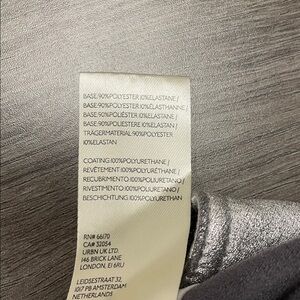 BASE:90%POLYESTER 10%ELASTANE /
BASE:90%POLYESTER 10%ÉLASTHANNE /
BASE:90%POLIÉSTER 10%ELASTANO /
BASE:90%POLIESTERE 10%ELASTAN /
TRÄGERMATERIAL:90%POLYESTER
10%ELASTAN
COATING:100%POLYURETHANE /
REVÊTEMENT:100%POLYURÉTHANE /
RECUBRIMIENTO:100%POLIURETANO /
RIVESTIMENTO:100%POLIURETANO /
BESCHICHTUNG:100%POLYURETHAN
RN# 66170
CA# 32054
URBN UK LTD.
146 BRICK LANE
LONDON, E1 6RU
LEIDSESTRAAT 32,
1017 PB AMSTERDAM
NETHERLANDS